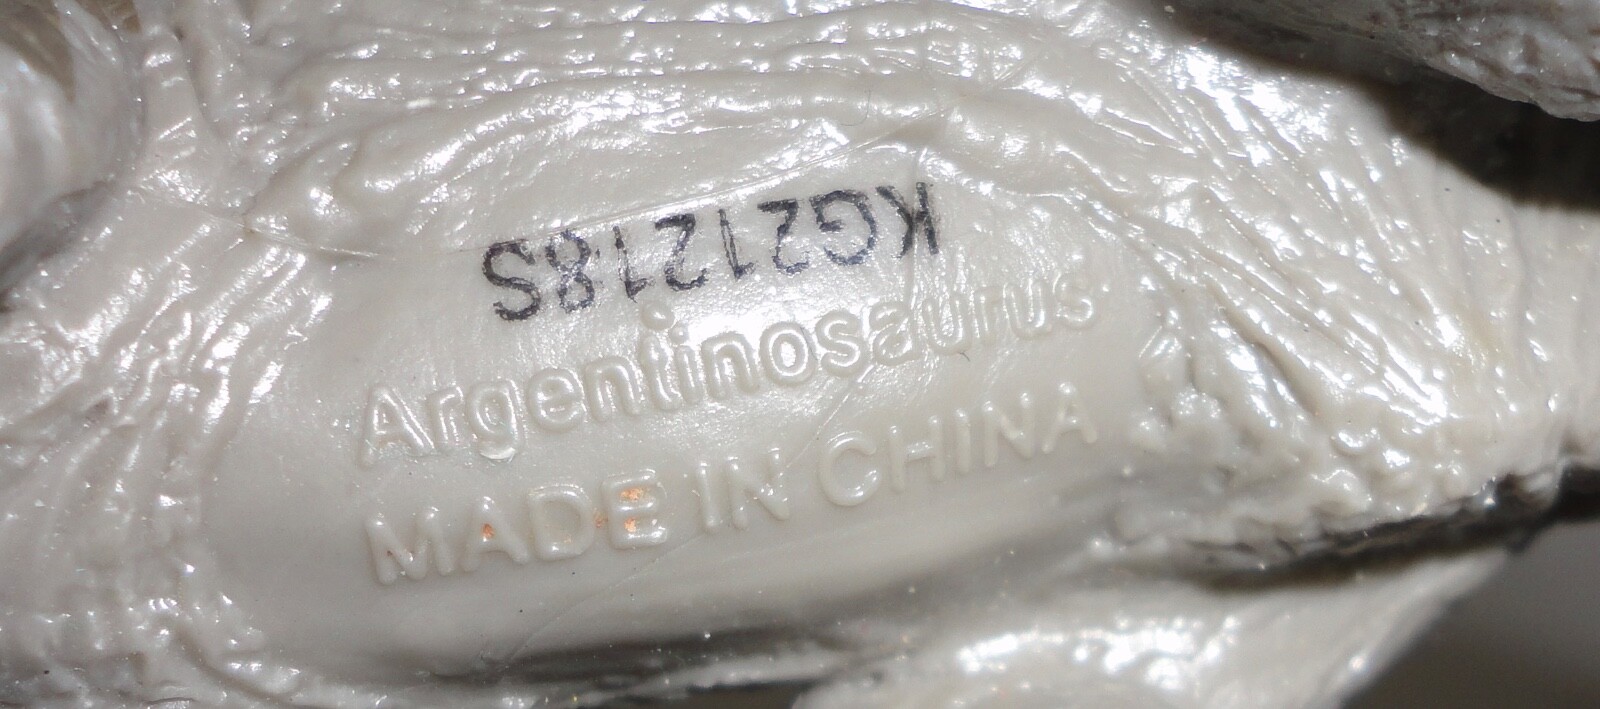 KG21218S
Argentinosaurus
MADE IN CHINA